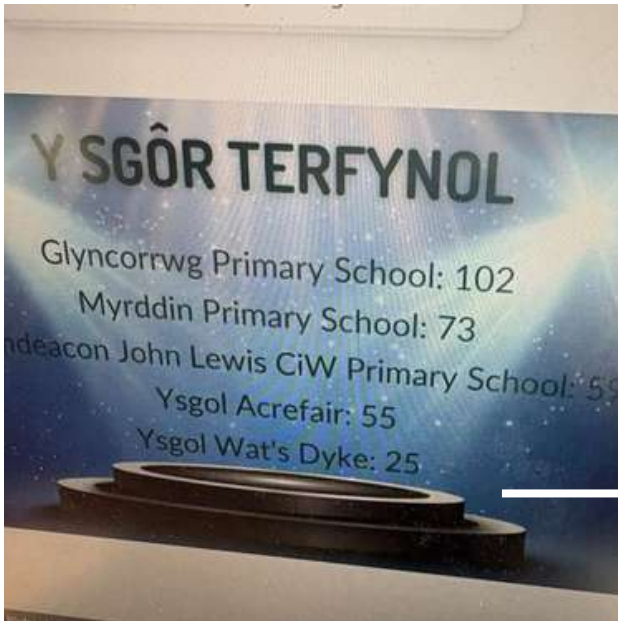 Y SGÔR TERFYNOL
Glyncorrwg Primary School: 102
Myrddin Primary School: 73
John Lewis CiW Primary School:
Ysgol Acrefair: 55
Ysgol Wat's Dyke: 25